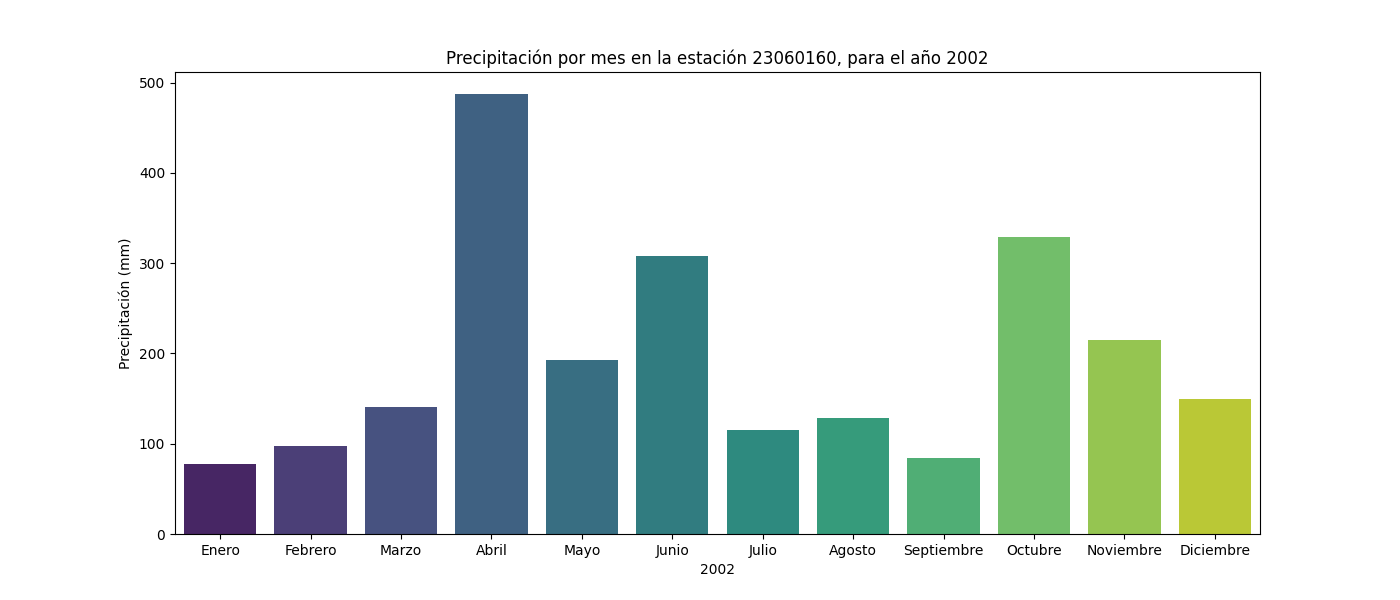 Precipitación por mes en la estación 23060160, para el año 2002
500
400
300
200
100
0
Precipitación (mm)
Enero Febrero Marzo Abril Mayo Junio Julio Agosto Septiembre Octubre Noviembre Diciembre
2002